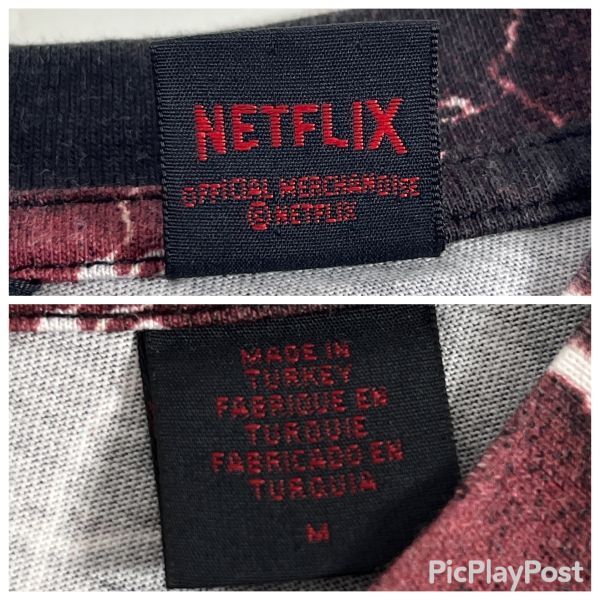 NETFLIX
OFFICIAL MERCHANDISE
© NETFLIX
MADE IN
TURKEY
FABRIQUE EN
TURQUIE
FABRICADO EN
TURQUIA
M
PicPlayPost